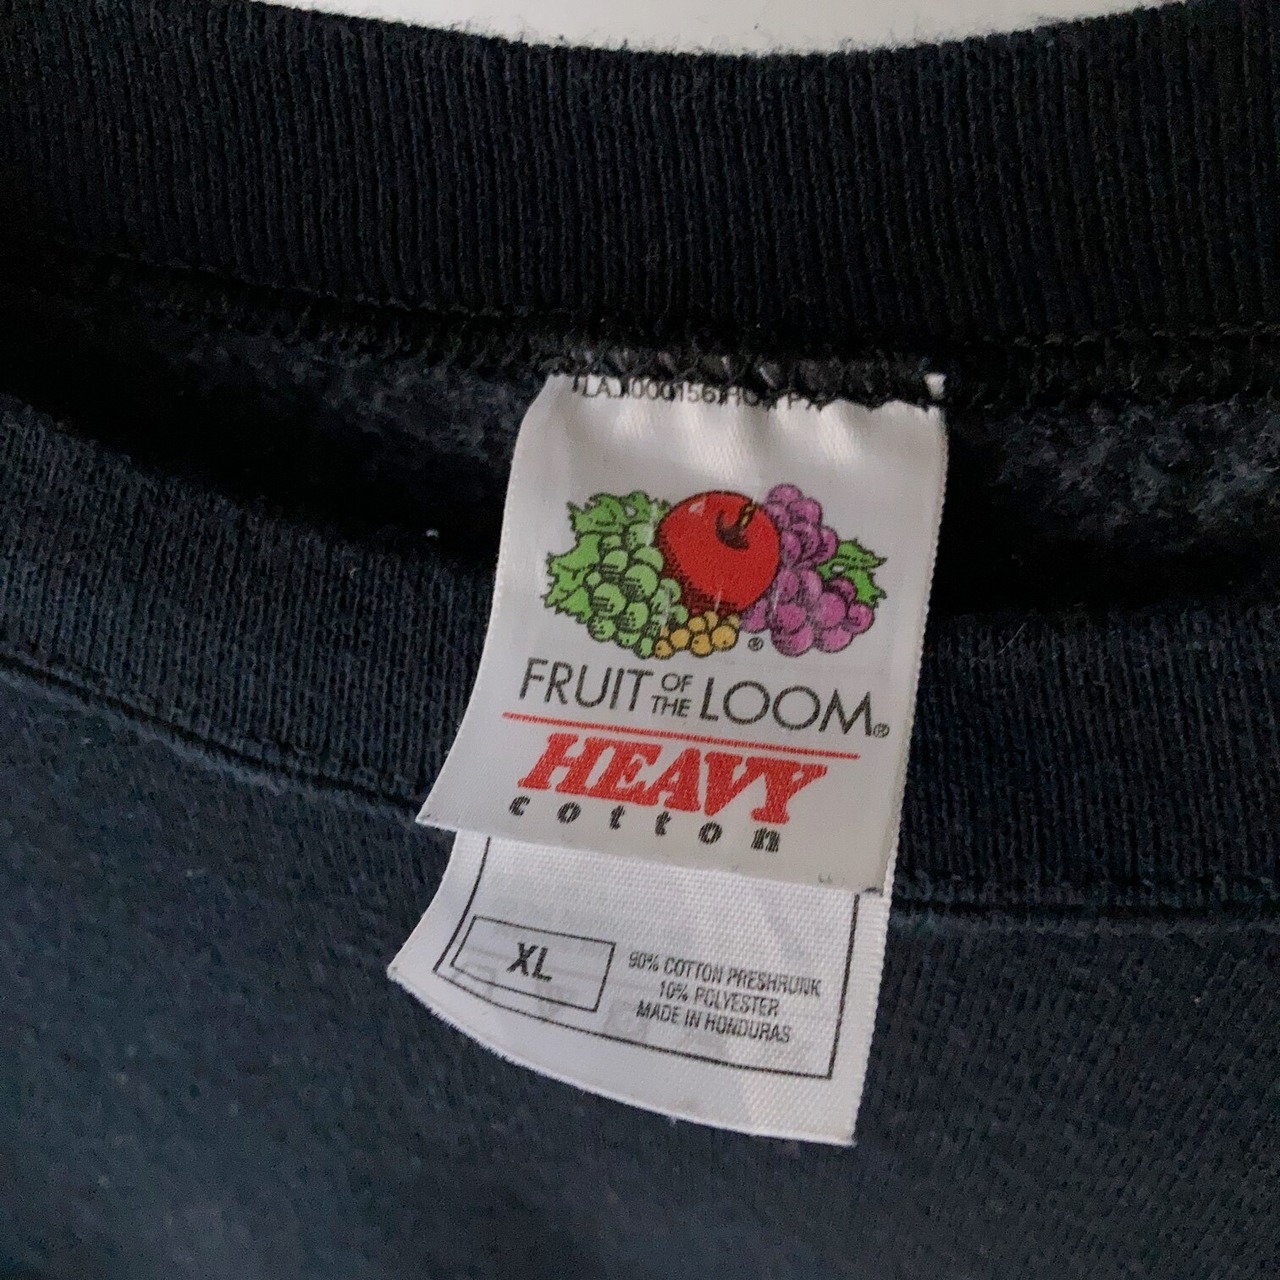 FRUIT OF THE LOOM®
HEAVY
cotton
XL
90% COTTON PRESHRUNK
10% POLYESTER
MADE IN HONDURAS